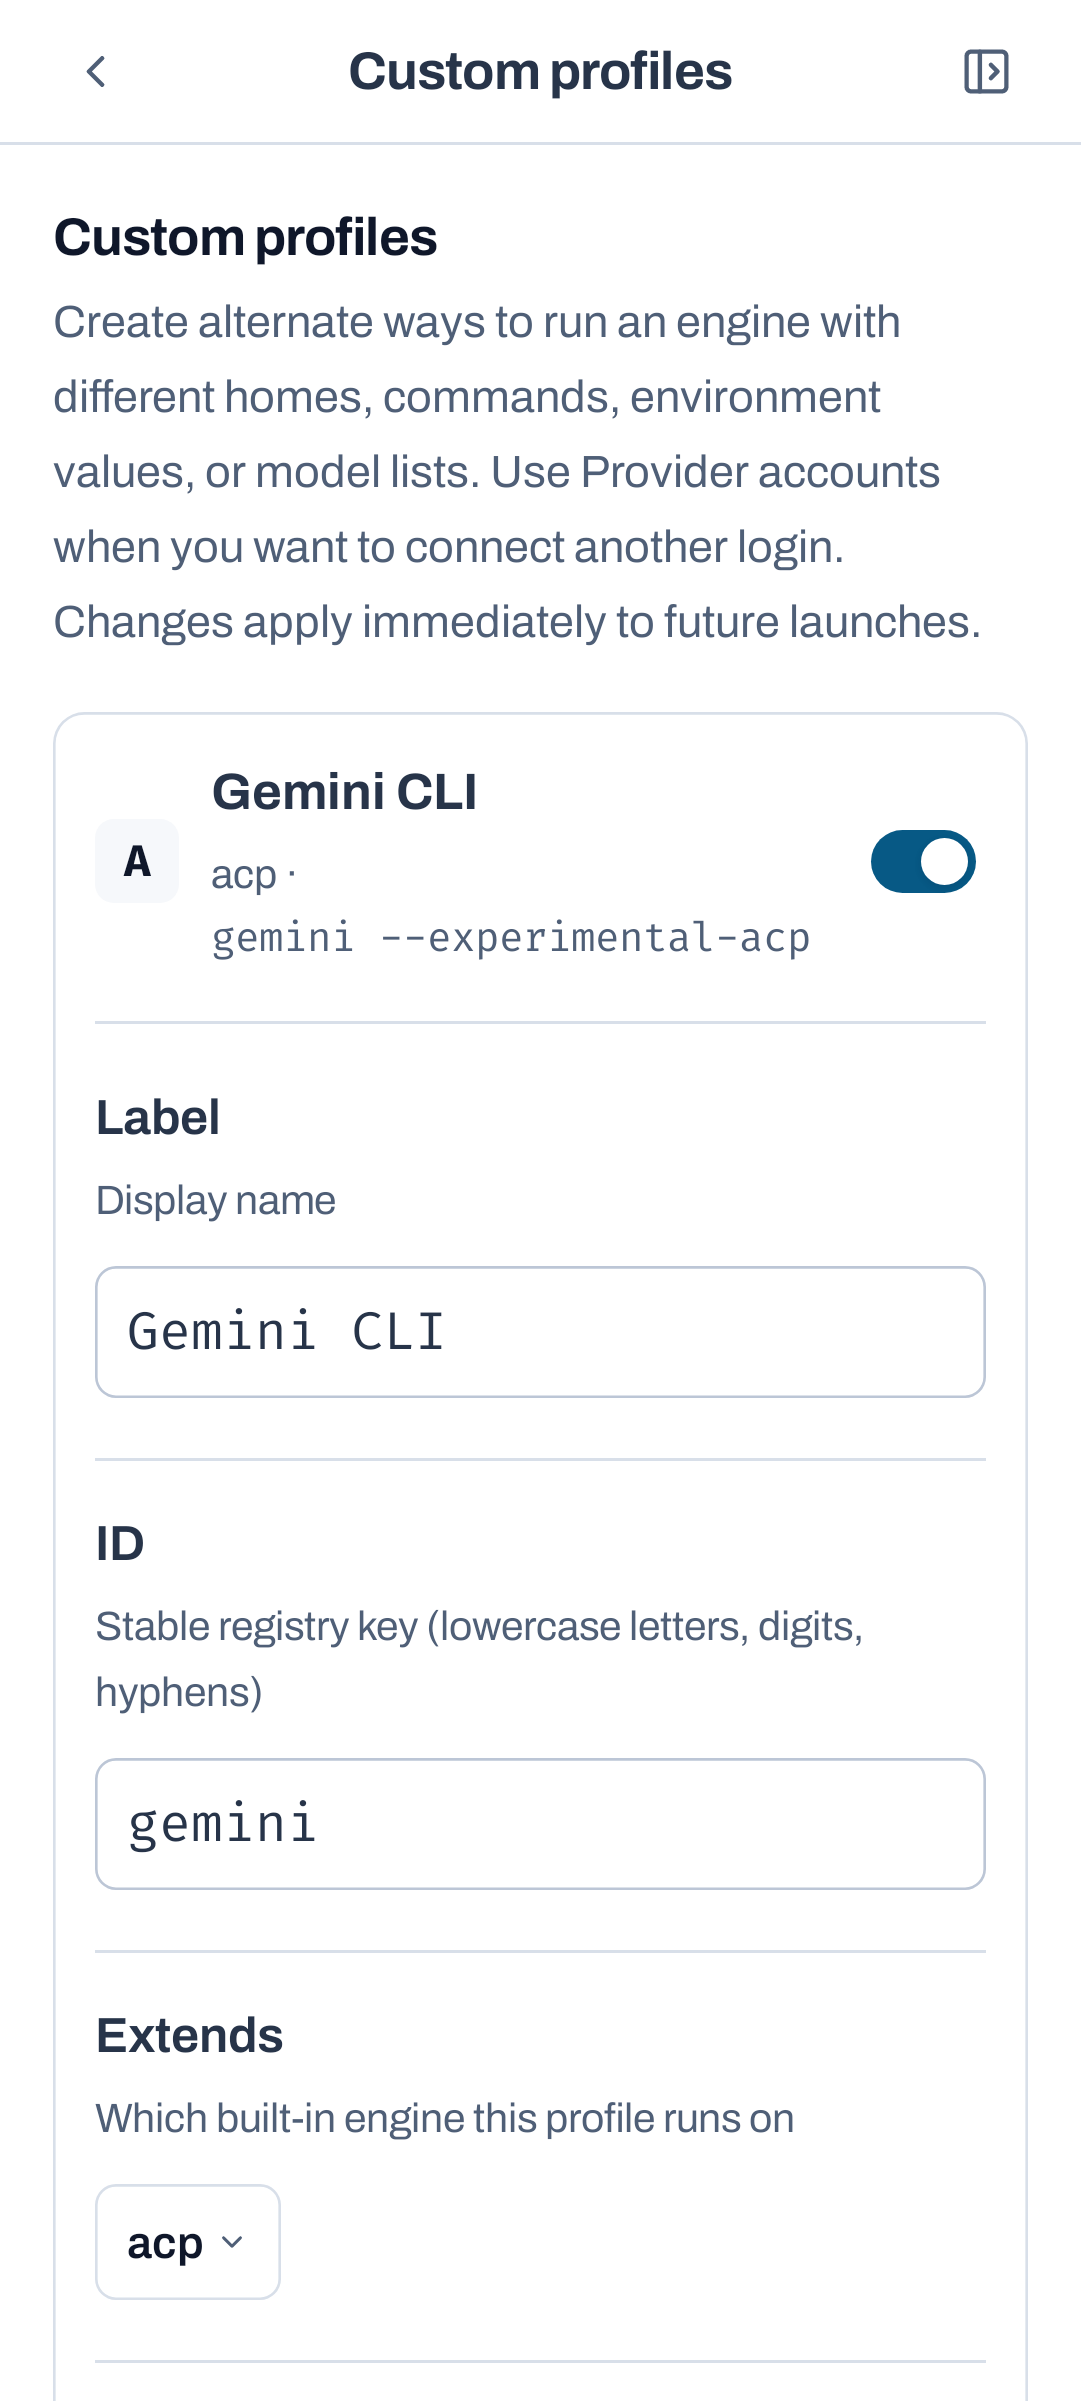 Custom profiles
Custom profiles
Create alternate ways to run an engine with
different homes, commands, environment
values, or model lists. Use Provider accounts
when you want to connect another login.
Changes apply immediately to future launches.
Gemini CLI
A
acp ·
gemini --experimental-acp
Label
Display name
Gemini CLI
ID
Stable registry key (lowercase letters, digits,
hyphens)
gemini
Extends
Which built-in engine this profile runs on
acp